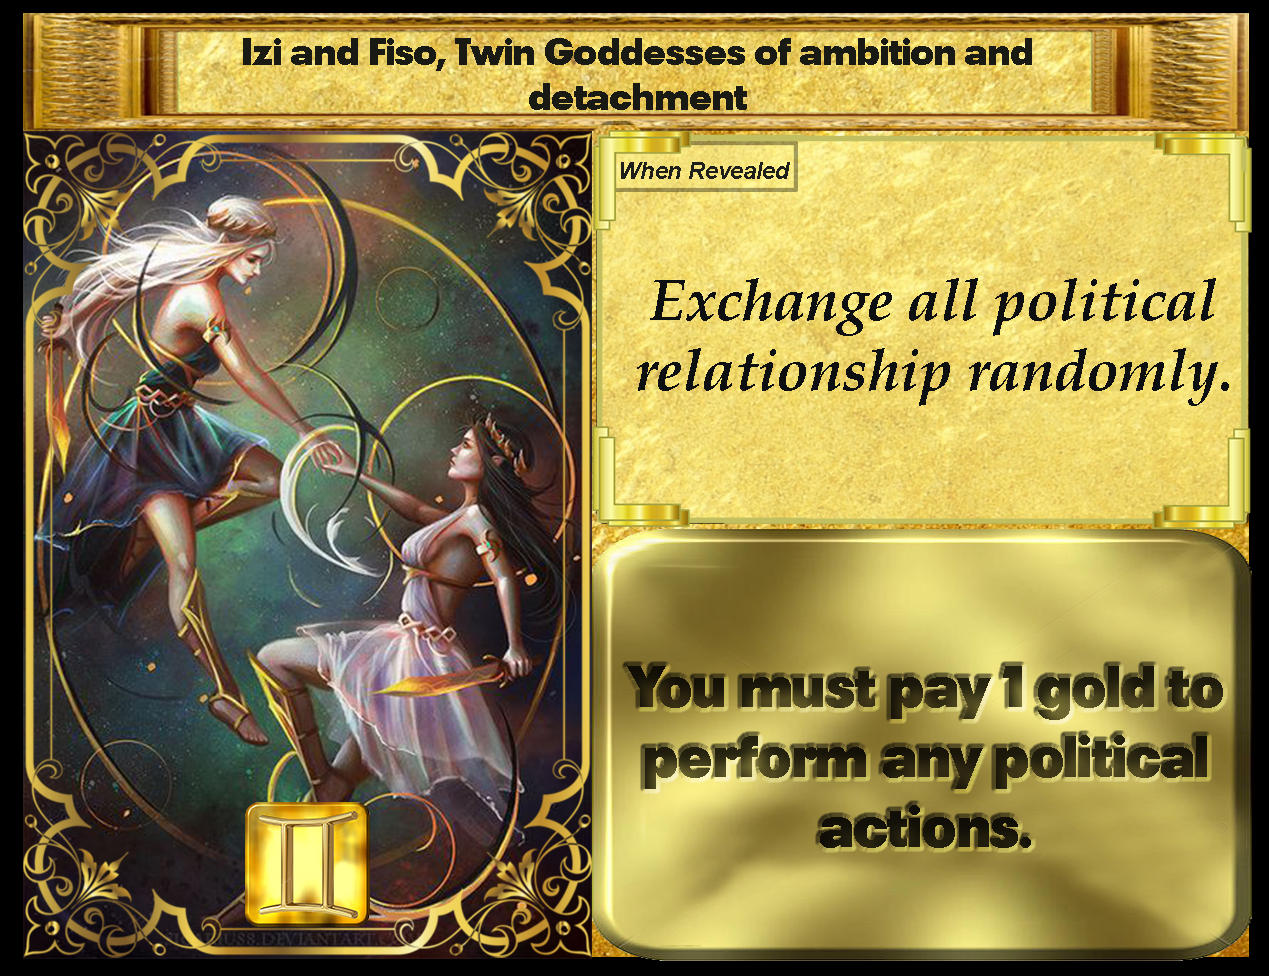 Izi and Fiso, Twin Goddesses of ambition and
detachment
When Revealed
Exchange all political
relationship randomly.
You must pay 1 gold to
perform any political
actions.